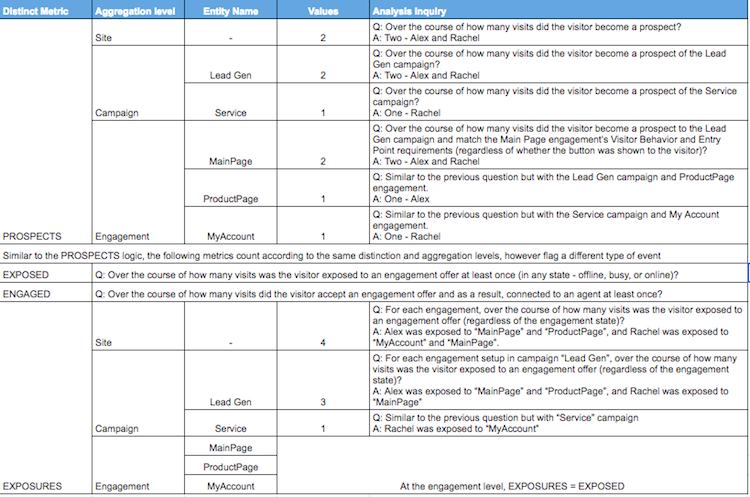 Distinct Metric Aggregation level Entity Name Values Analysis Inquiry
Q: Over the course of how many visits did the visitor become a prospect?
Site - 2 A: Two - Alex and Rachel
Q: Over the course of how many visits did the visitor become a prospect of the Lead
Gen campaign?
Lead Gen 2 A: Two - Alex and Rachel
Q: Over the course of how many visits did the visitor become a prospect of the Service
campaign?
Campaign Service 1 A: One - Rachel
Q: Over the course of how many visits did the visitor become a prospect to the Lead
Gen campaign and match the Main Page engagement's Visitor Behavior and Entry
Point requirements (regardless of whether the button was shown to the visitor)?
MainPage 2 A: Two - Alex and Rachel
Q: Similar to the previous question but with the Lead Gen campaign and ProductPage
engagement.
ProductPage 1 A: One - Alex
Q: Similar to the previous question but with the Service campaign and My Account
engagement.
PROSPECTS Engagement MyAccount 1 A: One - Rachel
Similar to the PROSPECTS logic, the following metrics count according to the same distinction and aggregation levels, however flag a different type of event
EXPOSED Q: Over the course of how many visits was the visitor exposed to an engagement offer at least once (in any state - offline, busy, or online)?
ENGAGED Q: Over the course of how many visits did the visitor accept an engagement offer and as a result, connected to an agent at least once?
Q: For each engagement, over the course of how many visits was the visitor exposed to
an engagement offer (regardless of the engagement state)?
A: Alex was exposed to "MainPage" and "ProductPage", and Rachel was exposed to
Site - 4 "MyAccount" and "MainPage".
Q: For each engagement setup in campaign "Lead Gen", over the course of how many
visits was the visitor exposed to an engagement offer (regardless of the engagement
state)?
A: Alex was exposed to "MainPage" and "ProductPage", and Rachel was exposed to
Lead Gen 3 "MainPage"
Q: Similar to the previous question but with "Service" campaign
Campaign Service 1 A: Rachel was exposed to "MyAccount"
MainPage
ProductPage
EXPOSURES Engagement MyAccount At the engagement level, EXPOSURES = EXPOSED